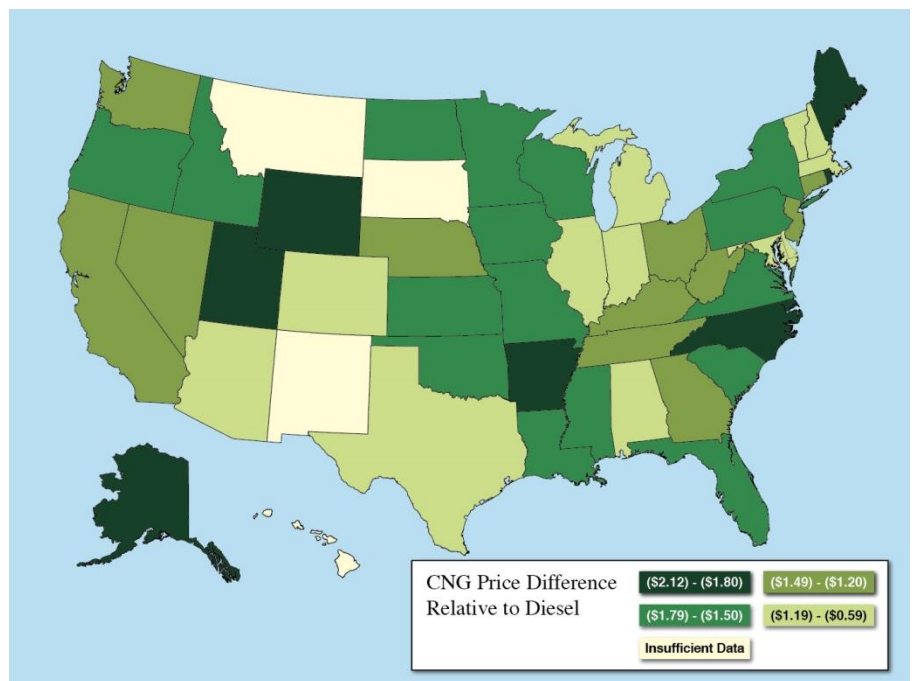 CNG Price Difference
Relative to Diesel
($2.12) - ($1.80)
($1.49) - ($1.20)
($1.79) - ($1.50)
($1.19) - ($0.59)
Insufficient Data